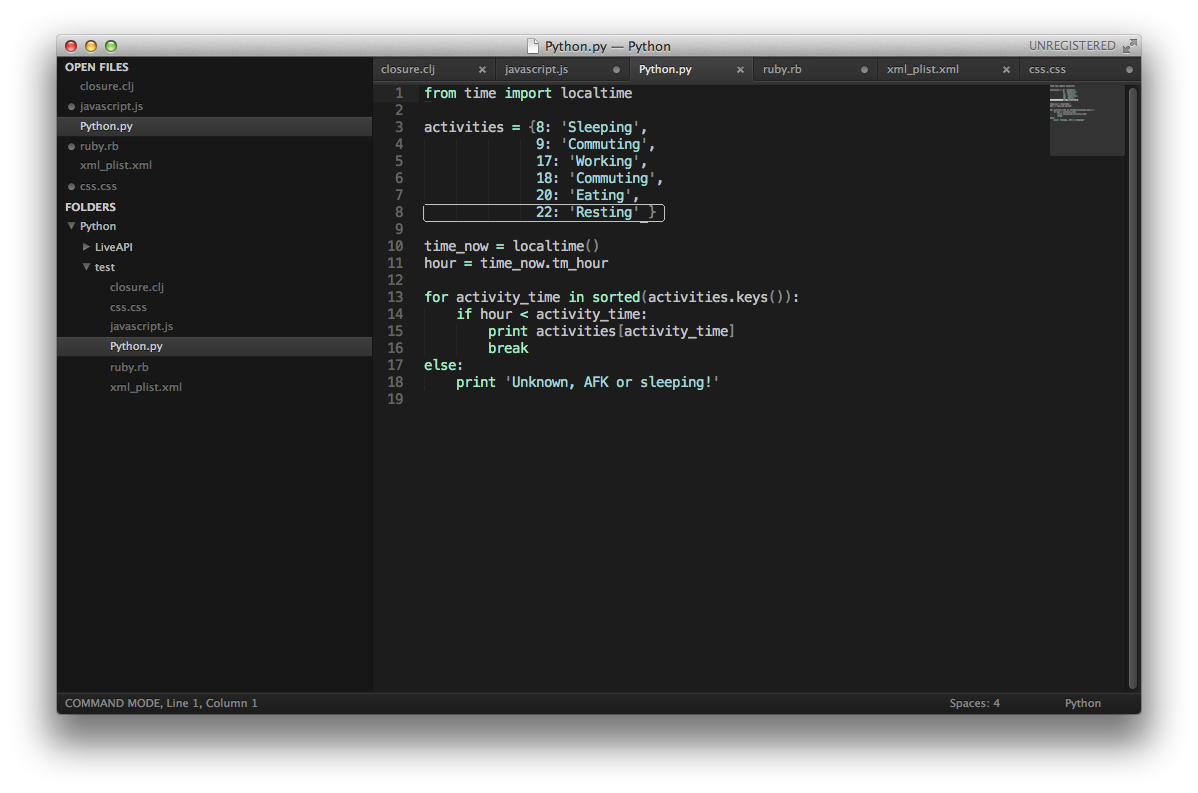 Python.py — Python
UNREGISTERED
OPEN FILES
closure.clj
javascript.js
Python.py
ruby.rb
xml_plist.xml
css.css
FOLDERS
Python
LiveAPI
test
closure.clj
css.css
javascript.js
Python.py
ruby.rb
xml_plist.xml
closure.clj javascript.js Python.py ruby.rb xml_plist.xml css.css
1 from time import localtime
2
3 activities = {8: 'Sleeping',
4 9: 'Commuting',
5 17: 'Working',
6 18: 'Commuting',
7 20: 'Eating',
8 22: 'Resting' }
9
10 time_now = localtime()
11 hour = time_now.tm_hour
12
13 for activity_time in sorted(activities.keys()):
14 if hour < activity_time:
15 print activities[activity_time]
16 break
17 else:
18 print 'Unknown, AFK or sleeping!'
19
COMMAND MODE, Line 1, Column 1
Spaces: 4
Python